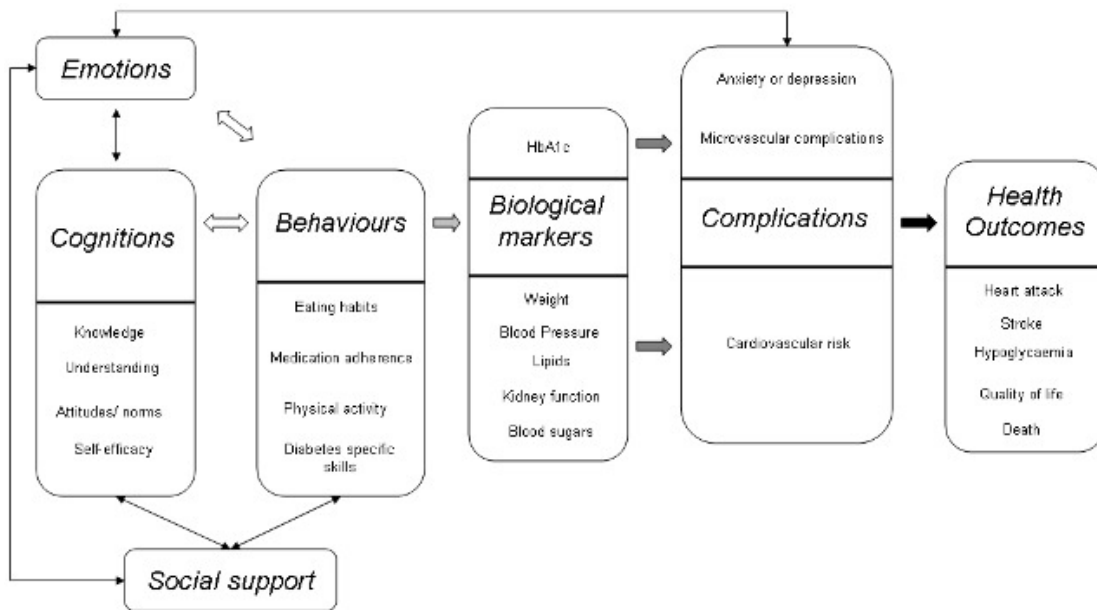 Emotions
Cognitions
Knowledge
Understanding
Attitudes/ norms
Self-efficacy
Behaviours
Eating habits
Medication adherence
Physical activity
Diabetes specific
skills
Social support
HbA1c
Biological
markers
Weight
Blood Pressure
Lipids
Kidney function
Blood sugars
Anxiety or depression
Microvascular complications
Complications
Cardiovascular risk
Health
Outcomes
Heart attack
Stroke
Hypoglycaemia
Quality of life
Death